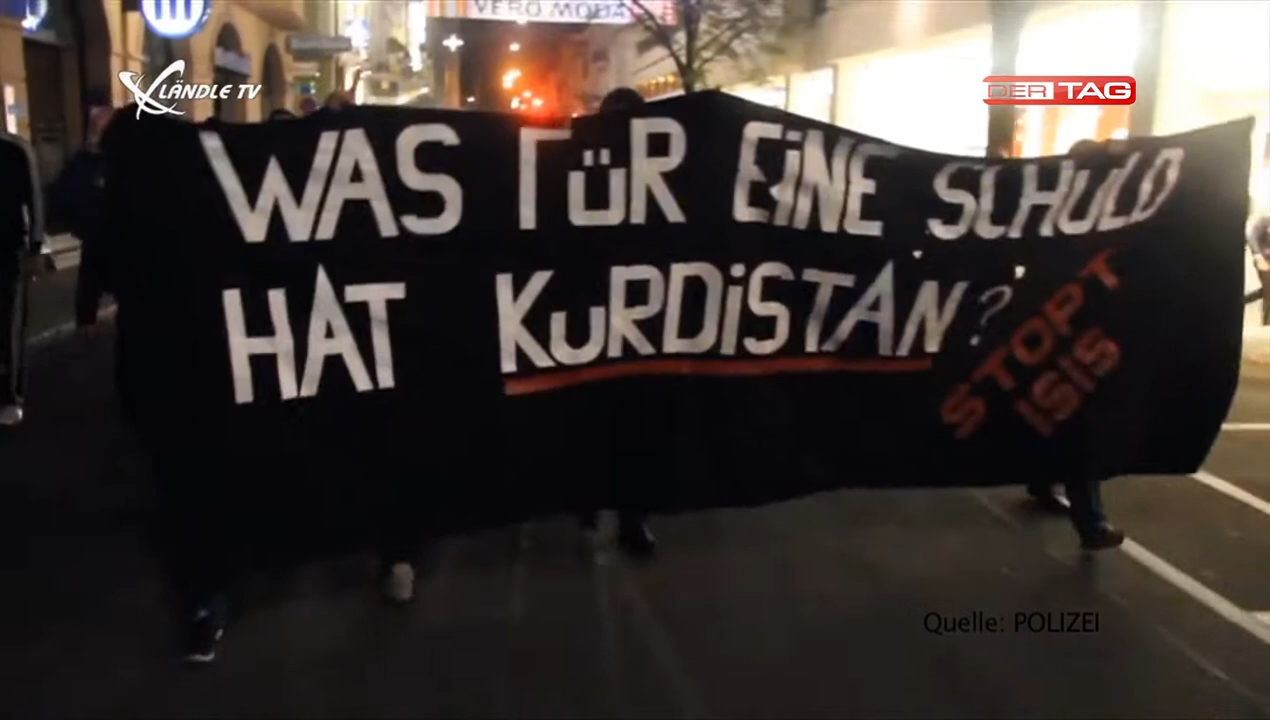 VERO MODA
LÄNDLE TV
DER TAG
WAS FÜR EINE SCHULD
HAT KURDISTAN?
STOPT
ISIS
Quelle: POLIZEI